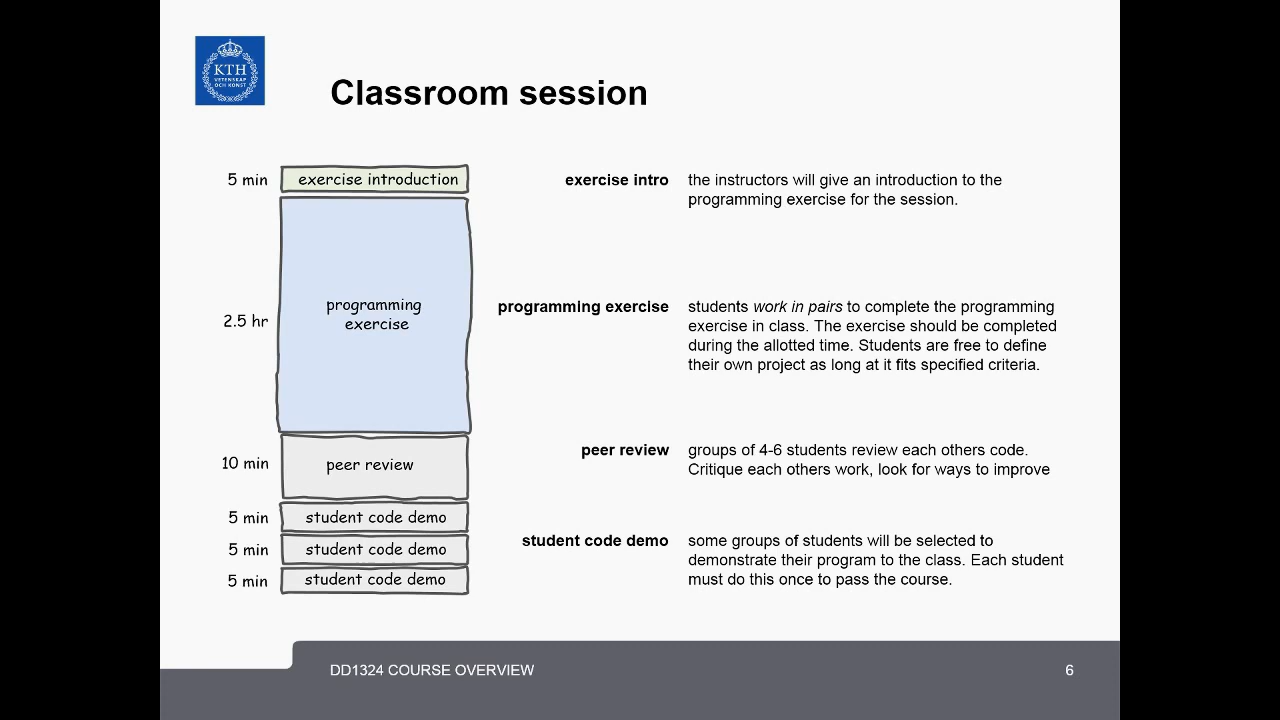 KTH
VETENSKAP
OCH KONST
Classroom session
5 min
exercise introduction
exercise intro
the instructors will give an introduction to the
programming exercise for the session.
2.5 hr
programming
exercise
programming exercise
students work in pairs to complete the programming
exercise in class. The exercise should be completed
during the allotted time. Students are free to define
their own project as long at it fits specified criteria.
10 min
peer review
peer review
groups of 4-6 students review each others code.
Critique each others work, look for ways to improve
5 min
student code demo
5 min
student code demo
5 min
student code demo
student code demo
some groups of students will be selected to
demonstrate their program to the class. Each student
must do this once to pass the course.
DD1324 COURSE OVERVIEW
6